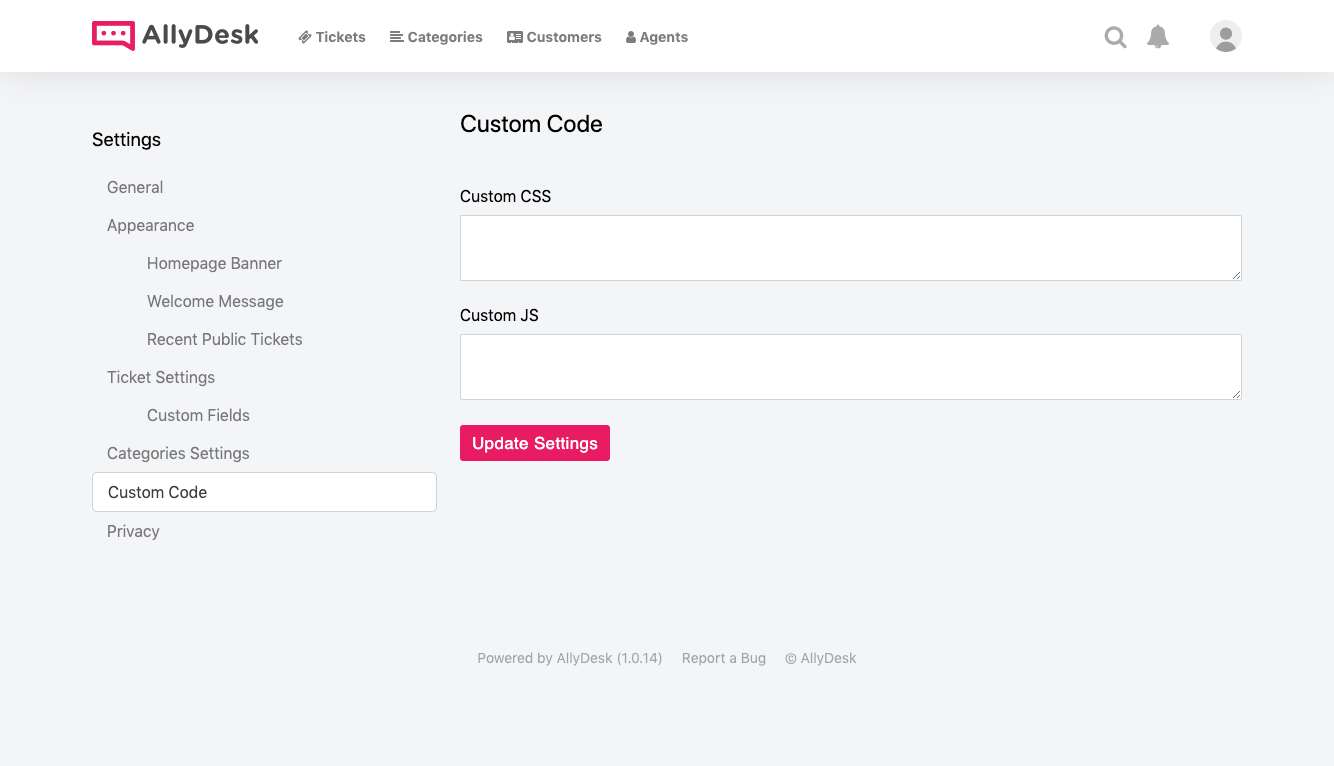 AllyDesk
Tickets
Categories
Customers
Agents
Settings
General
Appearance
Homepage Banner
Welcome Message
Recent Public Tickets
Ticket Settings
Custom Fields
Categories Settings
Custom Code
Privacy
Custom Code
Custom CSS
Custom JS
Update Settings
Powered by AllyDesk (1.0.14) Report a Bug © AllyDesk